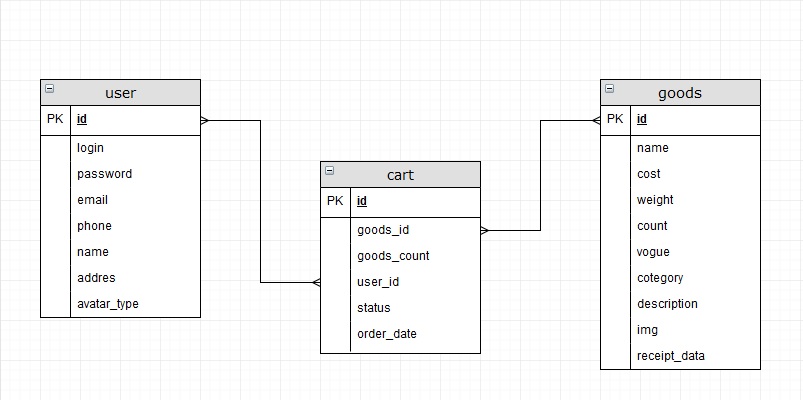 user
PK id
login
password
email
phone
name
addres
avatar_type
cart
PK id
goods_id
goods_count
user_id
status
order_date
goods
PK id
name
cost
weight
count
vogue
cotegory
description
img
receipt_data